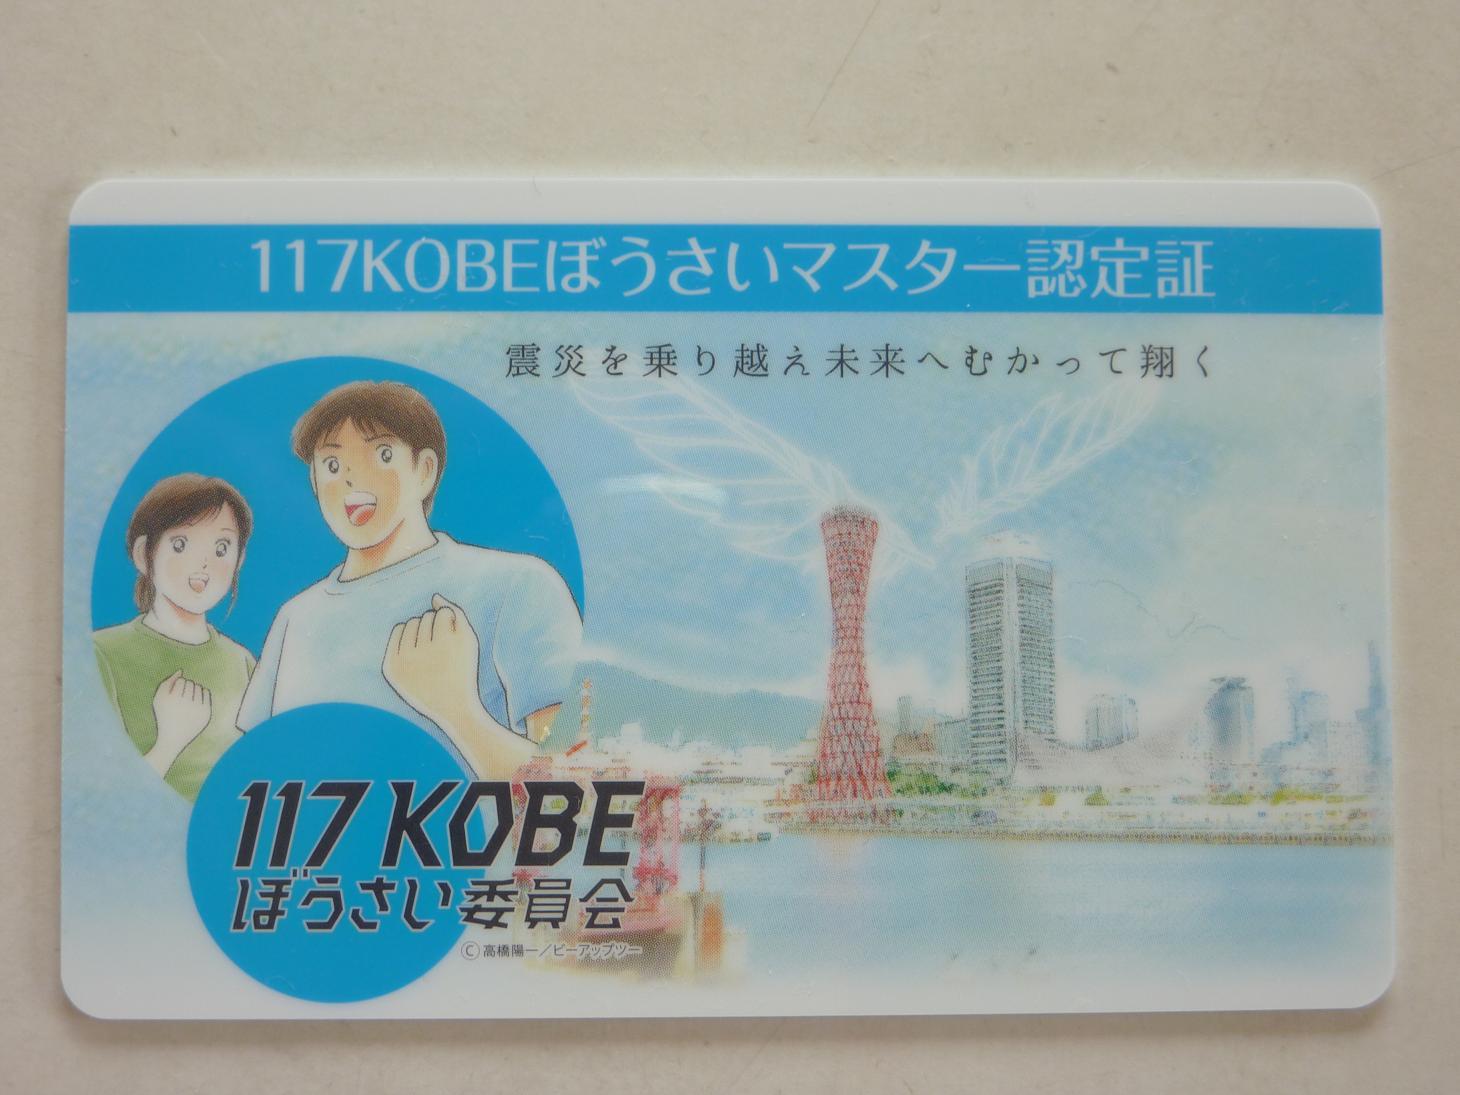 117KOBEぼうさいマスター認定証
震災を乗り越え未来へむかって翔く
117 KOBE
ぼうさい委員会
Ⓒ高橋陽一／ビーアップツー